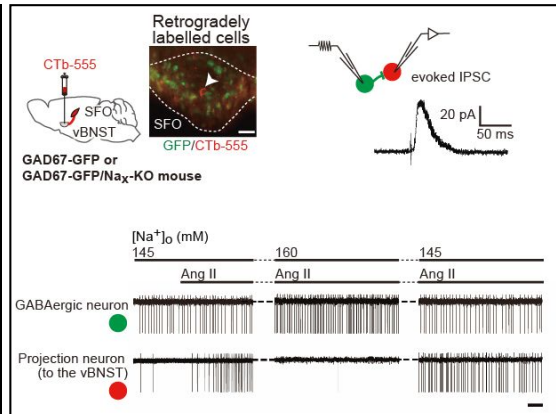 Retrogradely
labelled cells
CTb-555
SFO
vBNST
SFO
GFP/CTb-555
GAD67-GFP or
GAD67-GFP/Naₓ-KO mouse
evoked IPSC
20 pA
50 ms
[Na⁺]ₒ (mM)
145 160 145
Ang II Ang II Ang II
GABAergic neuron
Projection neuron
(to the vBNST)